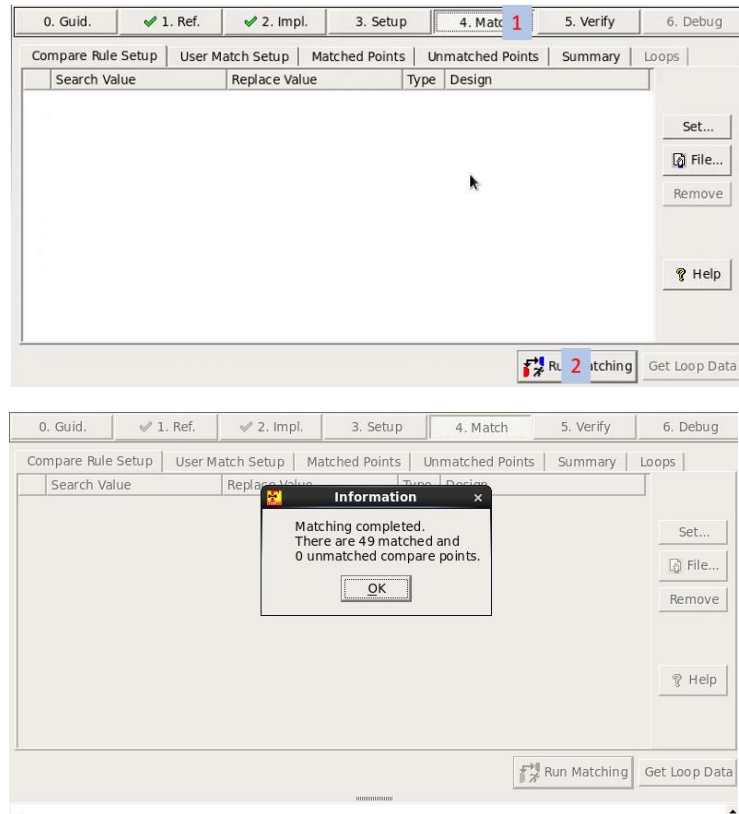 0. Guid. 1. Ref. 2. Impl. 3. Setup 4. Matc 1 5. Verify 6. Debug
Compare Rule Setup User Match Setup Matched Points Unmatched Points Summary Loops
Search Value Replace Value Type Design
Set...
File...
Remove
? Help
Ru 2 tching Get Loop Data
0. Guid. 1. Ref. 2. Impl. 3. Setup 4. Match 5. Verify 6. Debug
Compare Rule Setup User Match Setup Matched Points Unmatched Points Summary Loops
Search Value Replace Value Type Design
Information ×
Matching completed.
There are 49 matched and
0 unmatched compare points.
OK
Set...
File...
Remove
? Help
Run Matching Get Loop Data